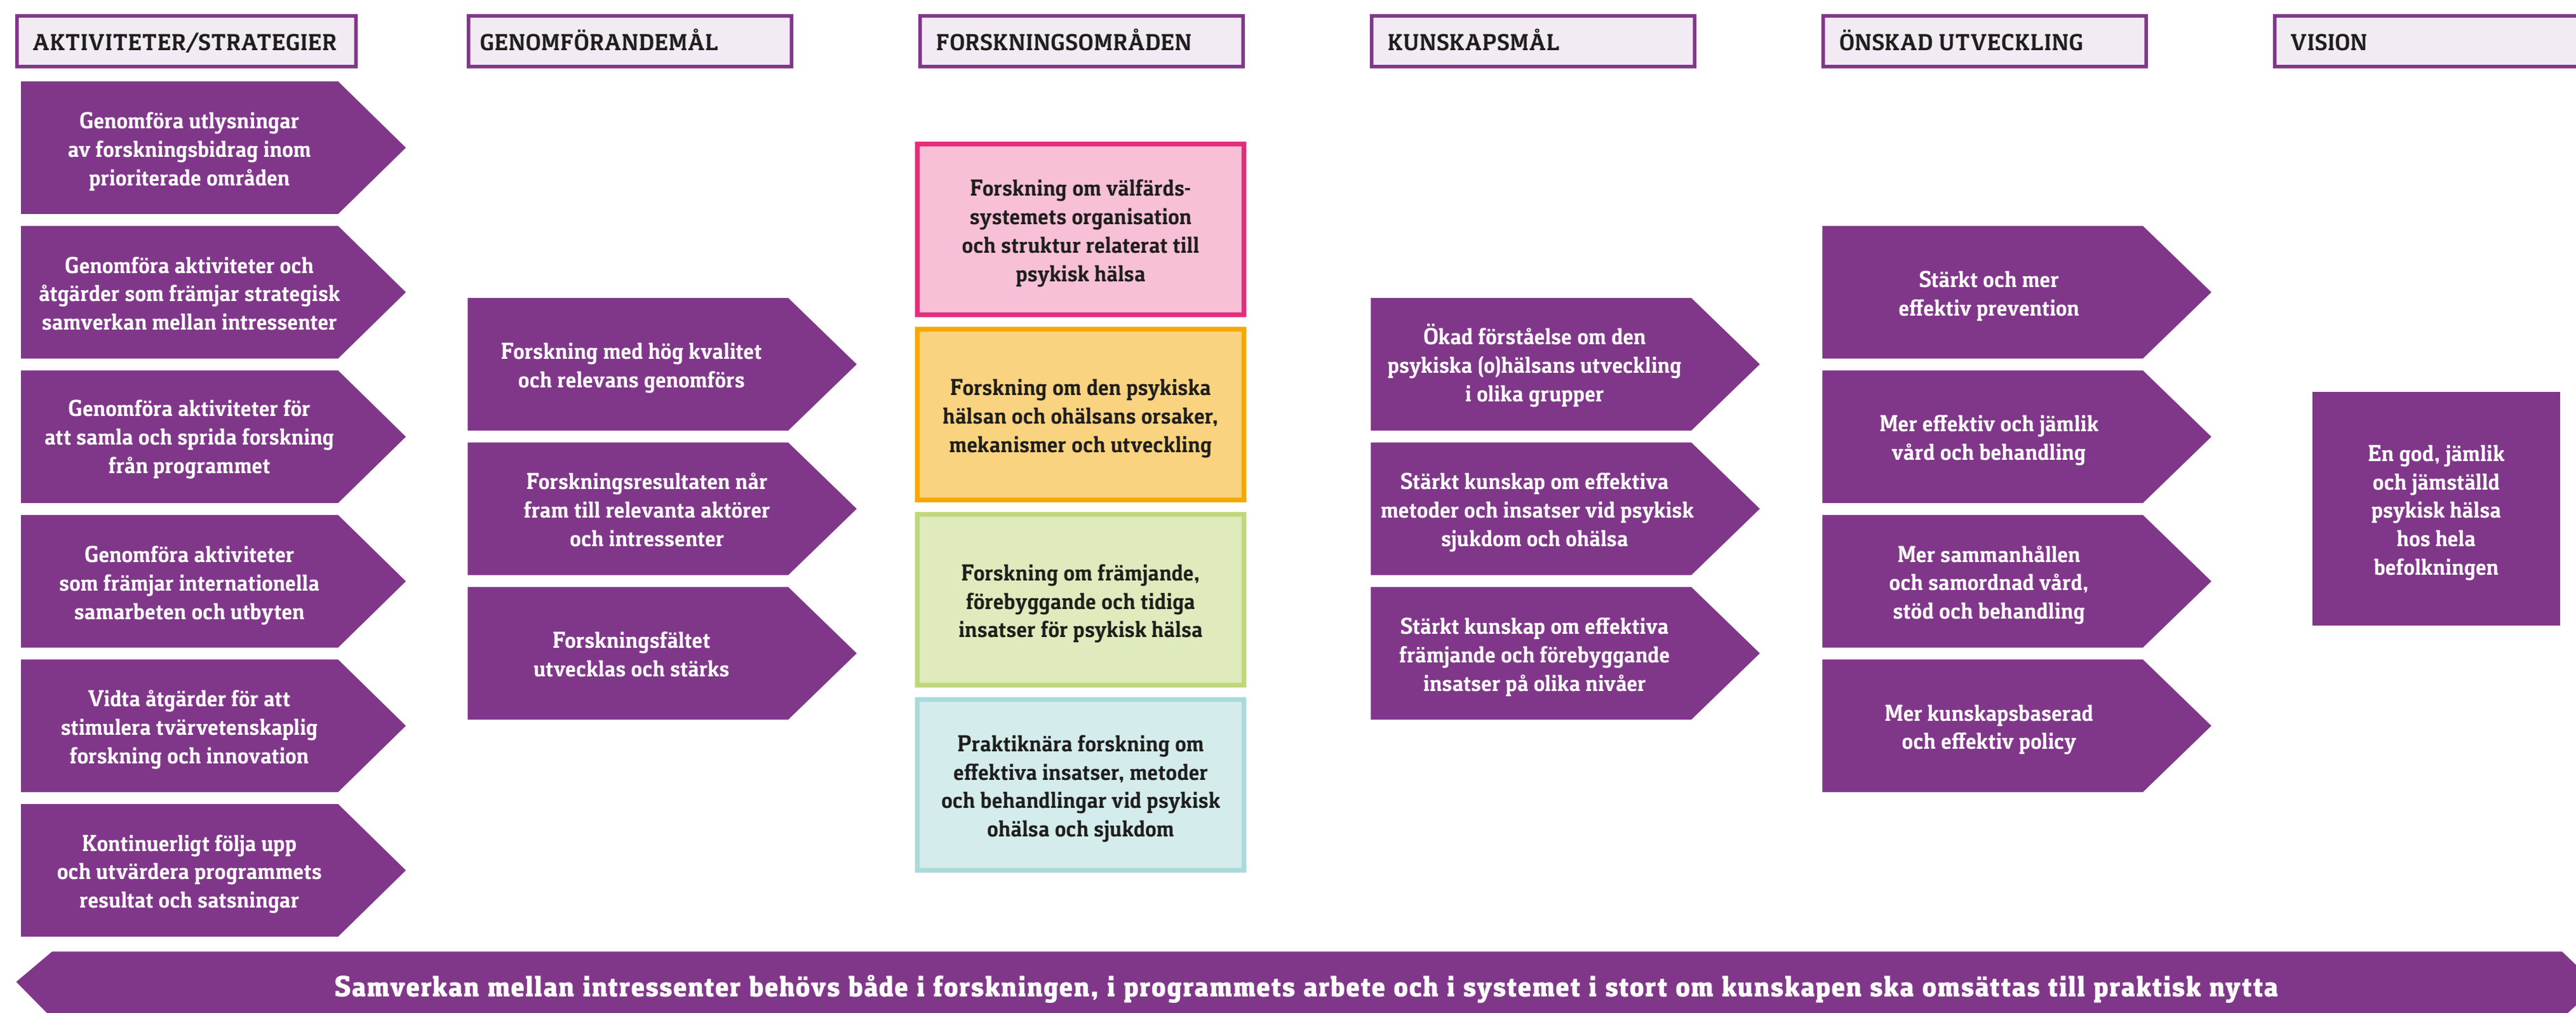 AKTIVITETER/STRATEGIER
Genomföra utlysningar
av forskningsbidrag inom
prioriterade områden
Genomföra aktiviteter och
åtgärder som främjar strategisk
samverkan mellan intressenter
Genomföra aktiviteter för
att samla och sprida forskning
från programmet
Genomföra aktiviteter
som främjar internationella
samarbeten och utbyten
Vidta åtgärder för att
stimulera tvärvetenskaplig
forskning och innovation
Kontinuerligt följa upp
och utvärdera programmets
resultat och satsningar
GENOMFÖRANDEMÅL
Forskning med hög kvalitet
och relevans genomförs
Forskningsresultaten når
fram till relevanta aktörer
och intressenter
Forskningsfältet
utvecklas och stärks
FORSKNINGSOMRÅDEN
Forskning om välfärds-
systemets organisation
och struktur relaterat till
psykisk hälsa
Forskning om den psykiska
hälsan och ohälsans orsaker,
mekanismer och utveckling
Forskning om främjande,
förebyggande och tidiga
insatser för psykisk hälsa
Praktiknära forskning om
effektiva insatser, metoder
och behandlingar vid psykisk
ohälsa och sjukdom
KUNSKAPSMÅL
Ökad förståelse om den
psykiska (o)hälsans utveckling
i olika grupper
Stärkt kunskap om effektiva
metoder och insatser vid psykisk
sjukdom och ohälsa
Stärkt kunskap om effektiva
främjande och förebyggande
insatser på olika nivåer
ÖNSKAD UTVECKLING
Stärkt och mer
effektiv prevention
Mer effektiv och jämlik
vård och behandling
Mer sammanhållen
och samordnad vård,
stöd och behandling
Mer kunskapsbaserad
och effektiv policy
VISION
En god, jämlik
och jämställd
psykisk hälsa
hos hela
befolkningen
Samverkan mellan intressenter behövs både i forskningen, i programmets arbete och i systemet i stort om kunskapen ska omsättas till praktisk nytta